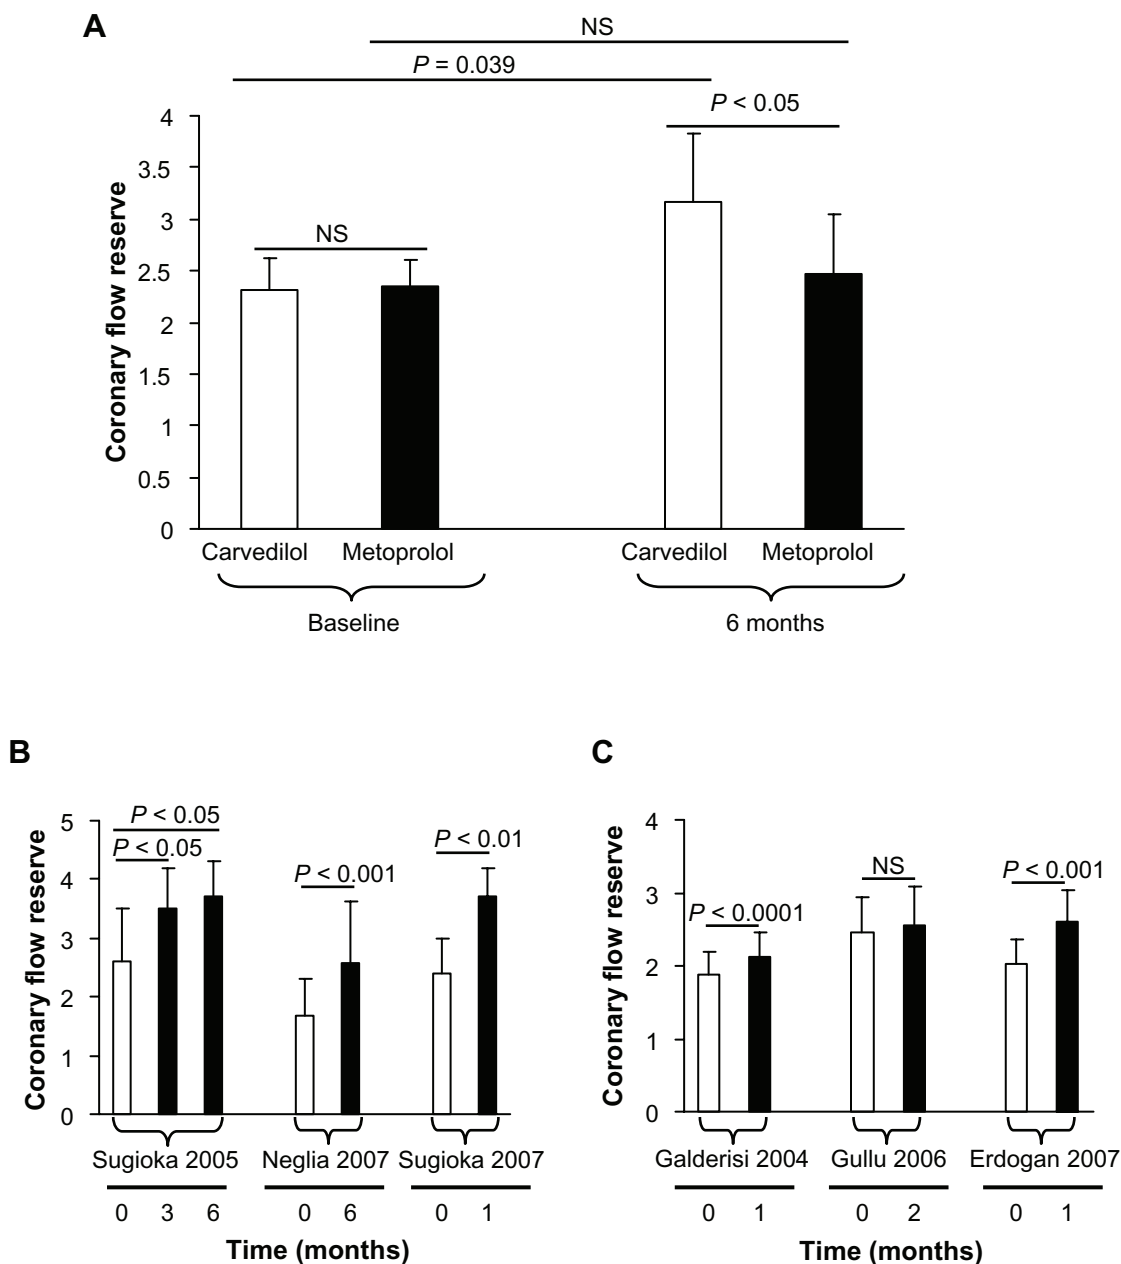 A
NS
P = 0.039
P < 0.05
4
3.5
3
2.5
2
1.5
1
0.5
0
Coronary flow reserve
NS
Carvedilol Metoprolol Carvedilol Metoprolol
Baseline 6 months
B
P < 0.05
P < 0.05
P < 0.001
P < 0.01
5
4
3
2
1
0
Coronary flow reserve
Sugioka 2005 Neglia 2007 Sugioka 2007
0 3 6 0 6 0 1
Time (months)
C
P < 0.0001
NS
P < 0.001
4
3
2
1
0
Coronary flow reserve
Galderisi 2004 Gullu 2006 Erdogan 2007
0 1 0 2 0 1
Time (months)